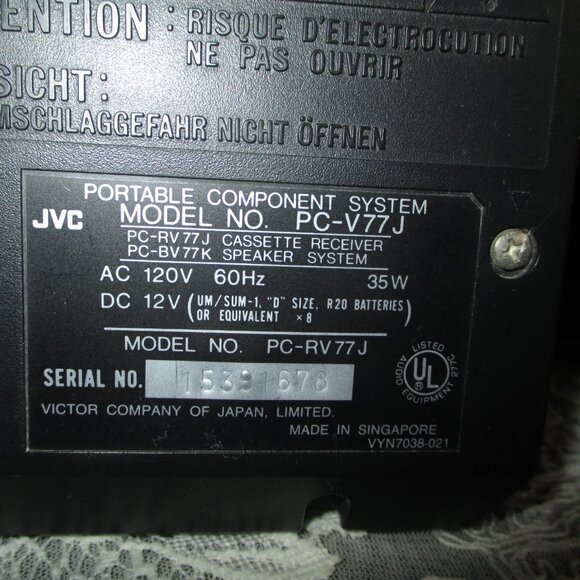 ENTION : RISQUE D'ELECTROCUTION
NE PAS OUVRIR
SICHT :
MSCHLAGGEFAHR NICHT ÖFFNEN
PORTABLE COMPONENT SYSTEM
JVC MODEL NO. PC-V77J
PC-RV77J CASSETTE RECEIVER
PC-BV77K SPEAKER SYSTEM
AC 120V 60Hz 35W
DC 12V (UM/SUM-1, "D" SIZE, R20 BATTERIES
OR EQUIVALENT ×8)
MODEL NO. PC-RV77J
SERIAL NO. 15391678
LISTED 277C
UL
AUDIO EQUIPMENT
VICTOR COMPANY OF JAPAN, LIMITED.
MADE IN SINGAPORE
VYN7038-021